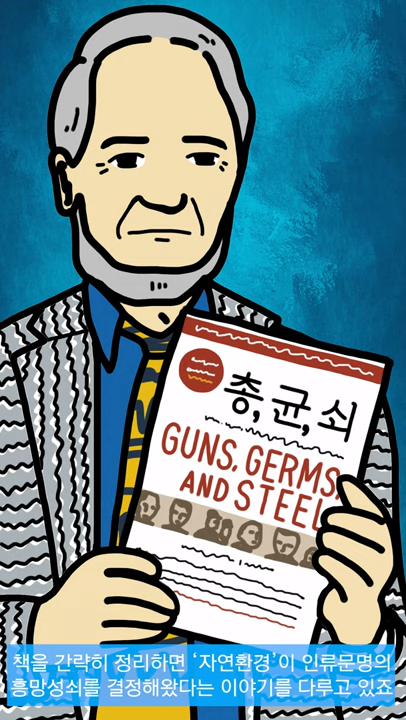 총, 균, 쇠
GUNS, GERMS,
AND STEEL
책을 간략히 정리하면 ‘자연환경’이 인류문명의
흥망성쇠를 결정해왔다는 이야기를 다루고 있죠